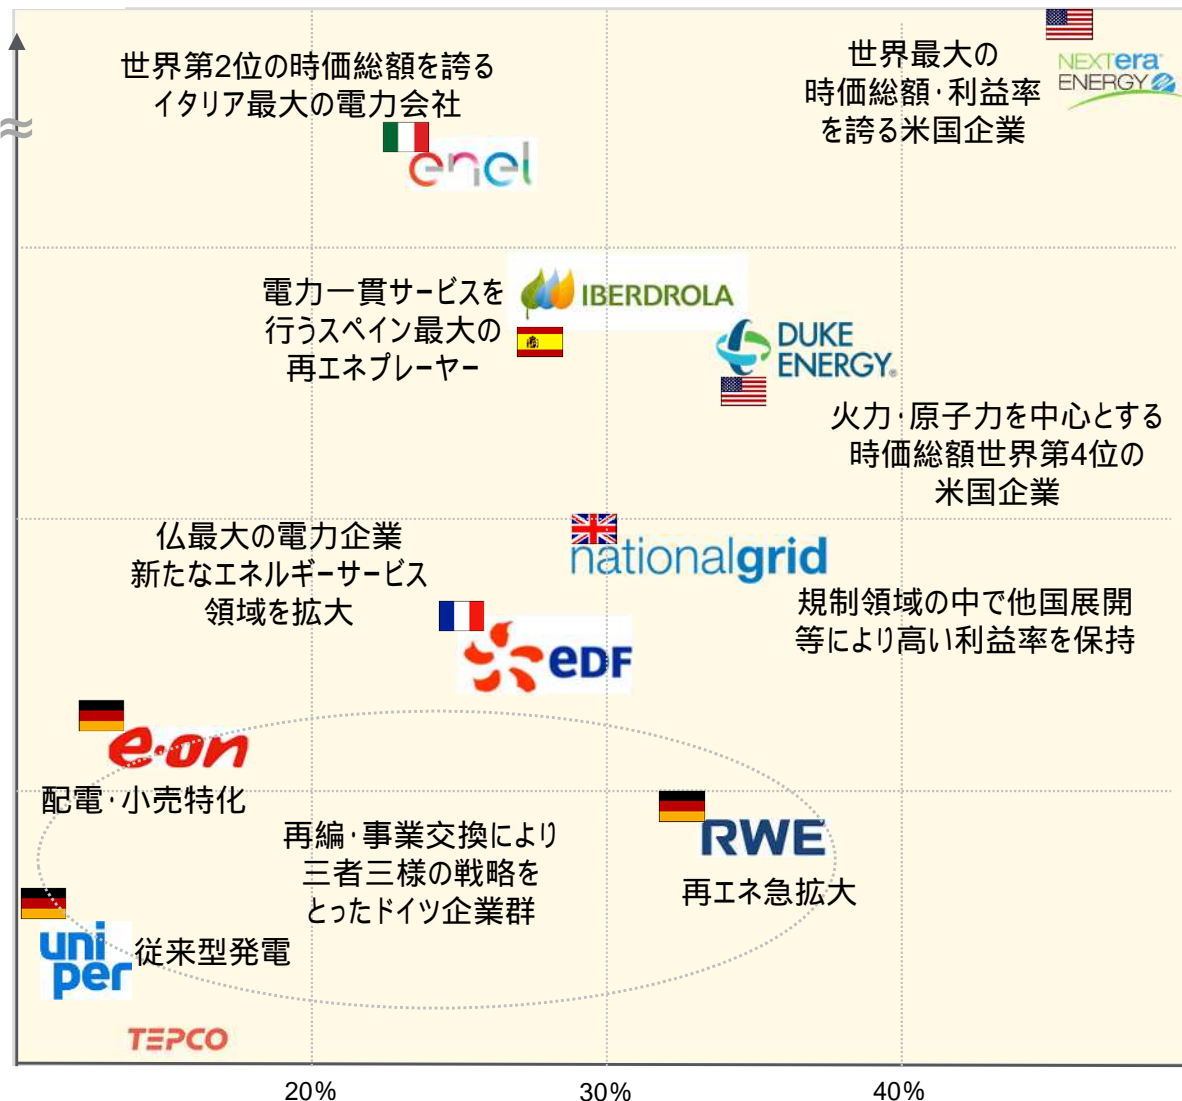 世界第2位の時価総額を誇る
イタリア最大の電力会社
enel
世界最大の
時価総額・利益率
を誇る米国企業
NEXTera
ENERGY
電力一貫サービスを
行うスペイン最大の
再エネプレーヤー
IBERDROLA
DUKE
ENERGY®
火力・原子力を中心とする
時価総額世界第4位の
米国企業
仏最大の電力企業
新たなエネルギーサービス
領域を拡大
eDF
nationalgrid
規制領域の中で他国展開
等により高い利益率を保持
e·on
配電・小売特化
再編・事業交換により
三者三様の戦略を
とったドイツ企業群
RWE
再エネ急拡大
uni
per
従来型発電
TEPCO
20%
30%
40%